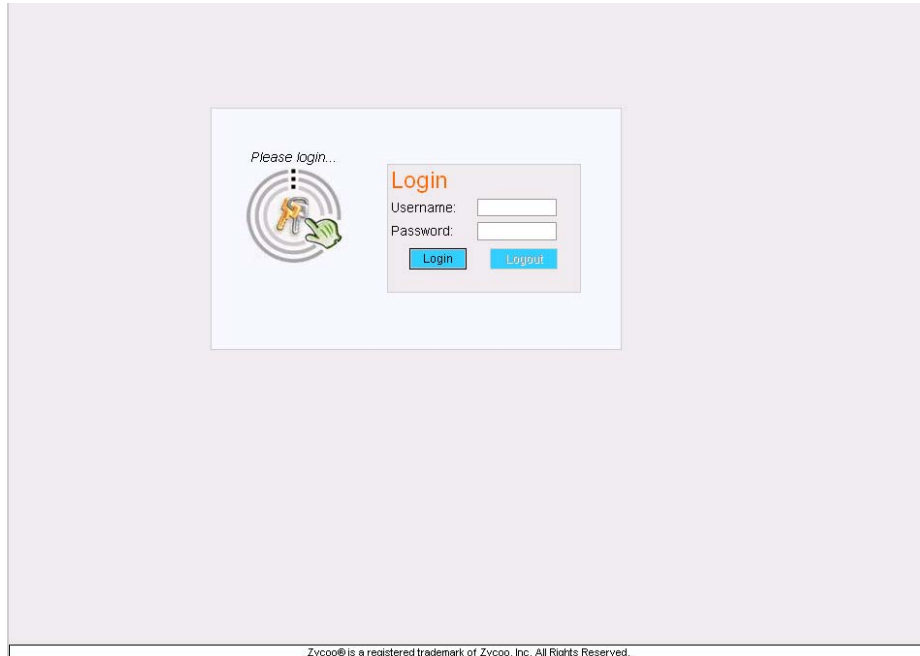 Please login...
Login
Username:
Password:
Login Logout
Zycoo® is a registered trademark of Zycoo, Inc. All Rights Reserved.